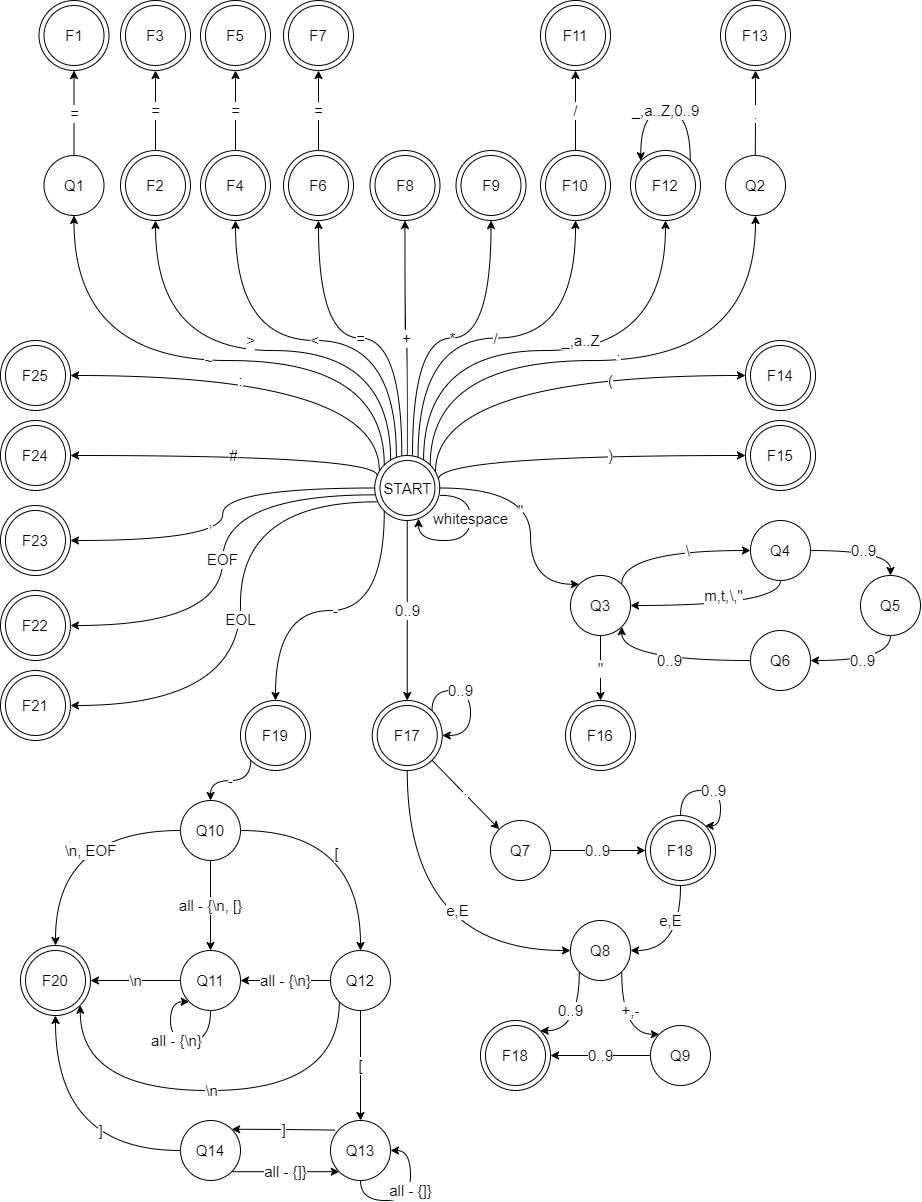 F1
F3
F5
F7
F11
F13
=
=
=
=
/
_,a..Z,0..9
.
Q1
F2
F4
F6
F8
F9
F10
F12
Q2
~
>
<
=
+
*
/
_,a..Z
.
F25
:
(
F14
F24
#
START
)
F15
whitespace
"
F23
,
F22
EOF
F21
EOL
-
0..9
Q3
\
Q4
0..9
m,t,\,"
Q5
0..9
Q6
0..9
"
F19
F17
0..9
F16
-
.
Q10
\n, EOF
[
all - {\n, []}
Q7
0..9
F18
0..9
e,E
e,E
F20
\n
Q11
all - {\n}
Q12
all - {\n}
\n
[
Q8
0..9
+,-
F18
0..9
Q9
]
Q14
]
all - {]}
Q13
all - {]}